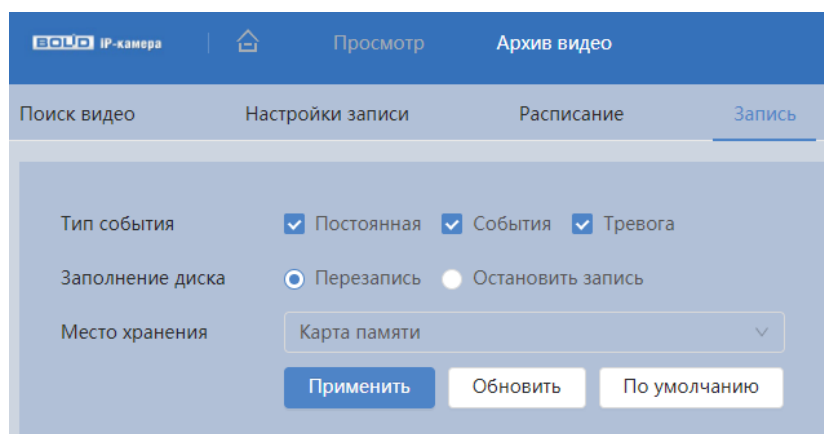 BOLID IP-камера Просмотр Архив видео
Поиск видео Настройки записи Расписание Запись
Тип события Постоянная События Тревога
Заполнение диска Перезапись Остановить запись
Место хранения Карта памяти
Применить Обновить По умолчанию